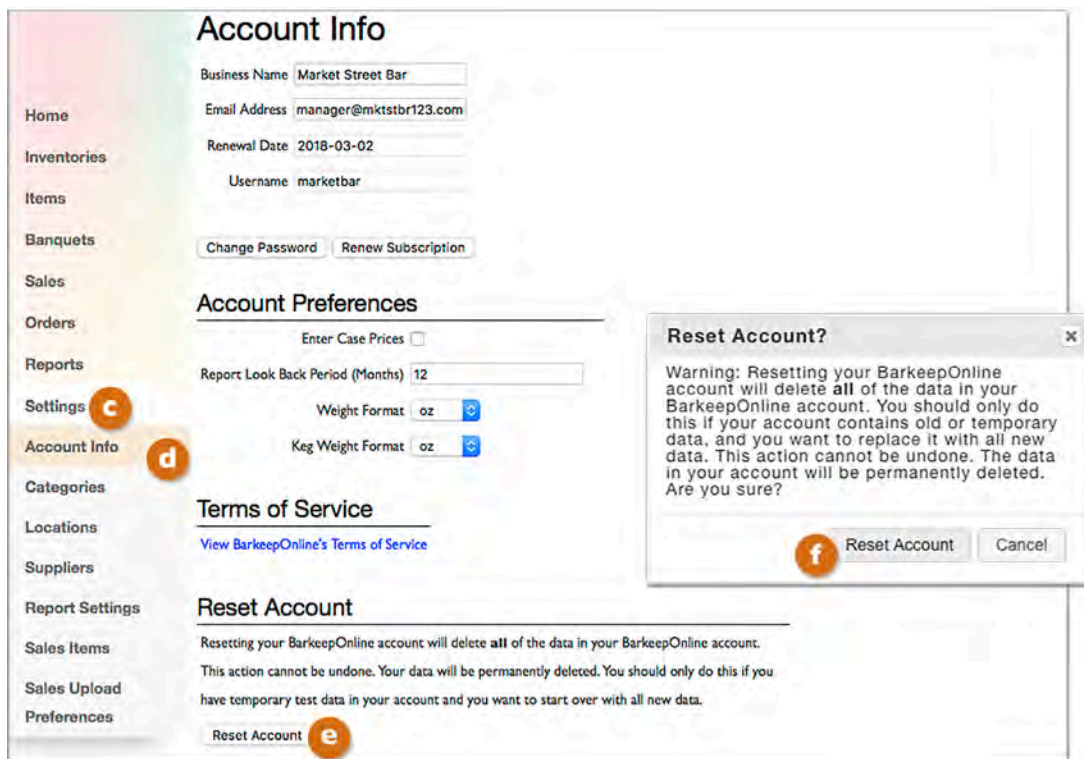 Account Info
Business Name Market Street Bar
Email Address manager@mktstbr123.com
Renewal Date 2018-03-02
Username marketbar
Change Password Renew Subscription
Home
Inventories
Items
Banquets
Sales
Orders
Reports
Settings c
Account Info d
Categories
Locations
Suppliers
Report Settings
Sales Items
Sales Upload
Preferences
Account Preferences
Enter Case Prices
Report Look Back Period (Months) 12
Weight Format oz
Keg Weight Format oz
Terms of Service
View BarkeepOnline's Terms of Service
Reset Account
Resetting your BarkeepOnline account will delete all of the data in your BarkeepOnline account.
This action cannot be undone. Your data will be permanently deleted. You should only do this if you
have temporary test data in your account and you want to start over with all new data.
Reset Account e
Reset Account? x
Warning: Resetting your BarkeepOnline
account will delete all of the data in your
BarkeepOnline account. You should only do
this if your account contains old or temporary
data, and you want to replace it with all new
data. This action cannot be undone. The data
in your account will be permanently deleted.
Are you sure?
f Reset Account Cancel